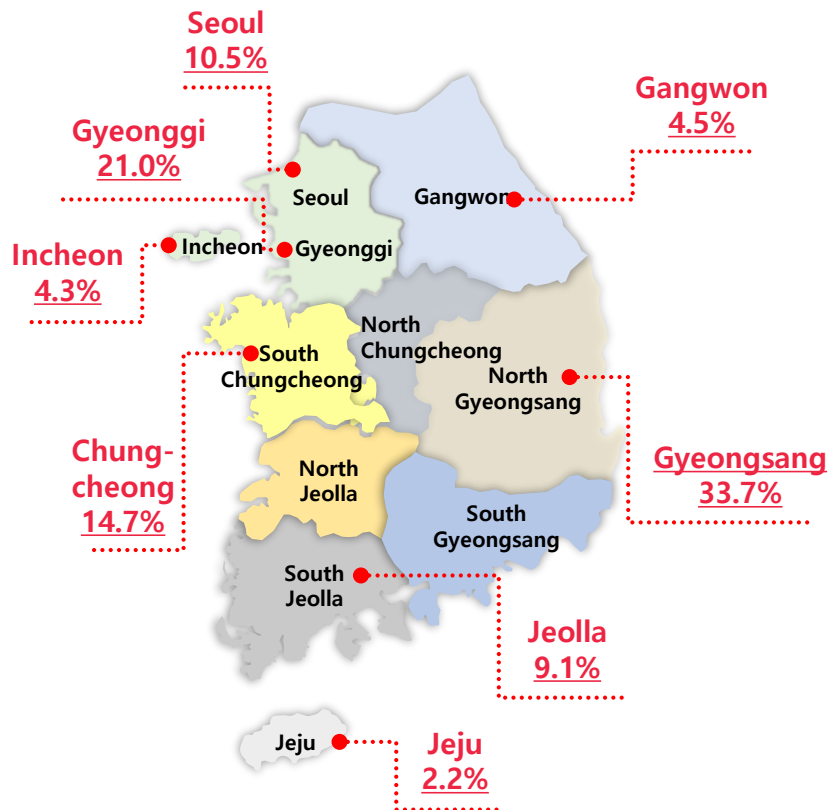 Seoul
10.5%
Gangwon
4.5%
Gyeonggi
21.0%
Seoul
Gangwon
Incheon
4.3%
Incheon
Gyeonggi
North
Chungcheong
South
Chungcheong
North
Gyeongsang
Chung-
cheong
14.7%
Gyeongsang
33.7%
North
Jeolla
South
Gyeongsang
South
Jeolla
Jeolla
9.1%
Jeju
Jeju
2.2%